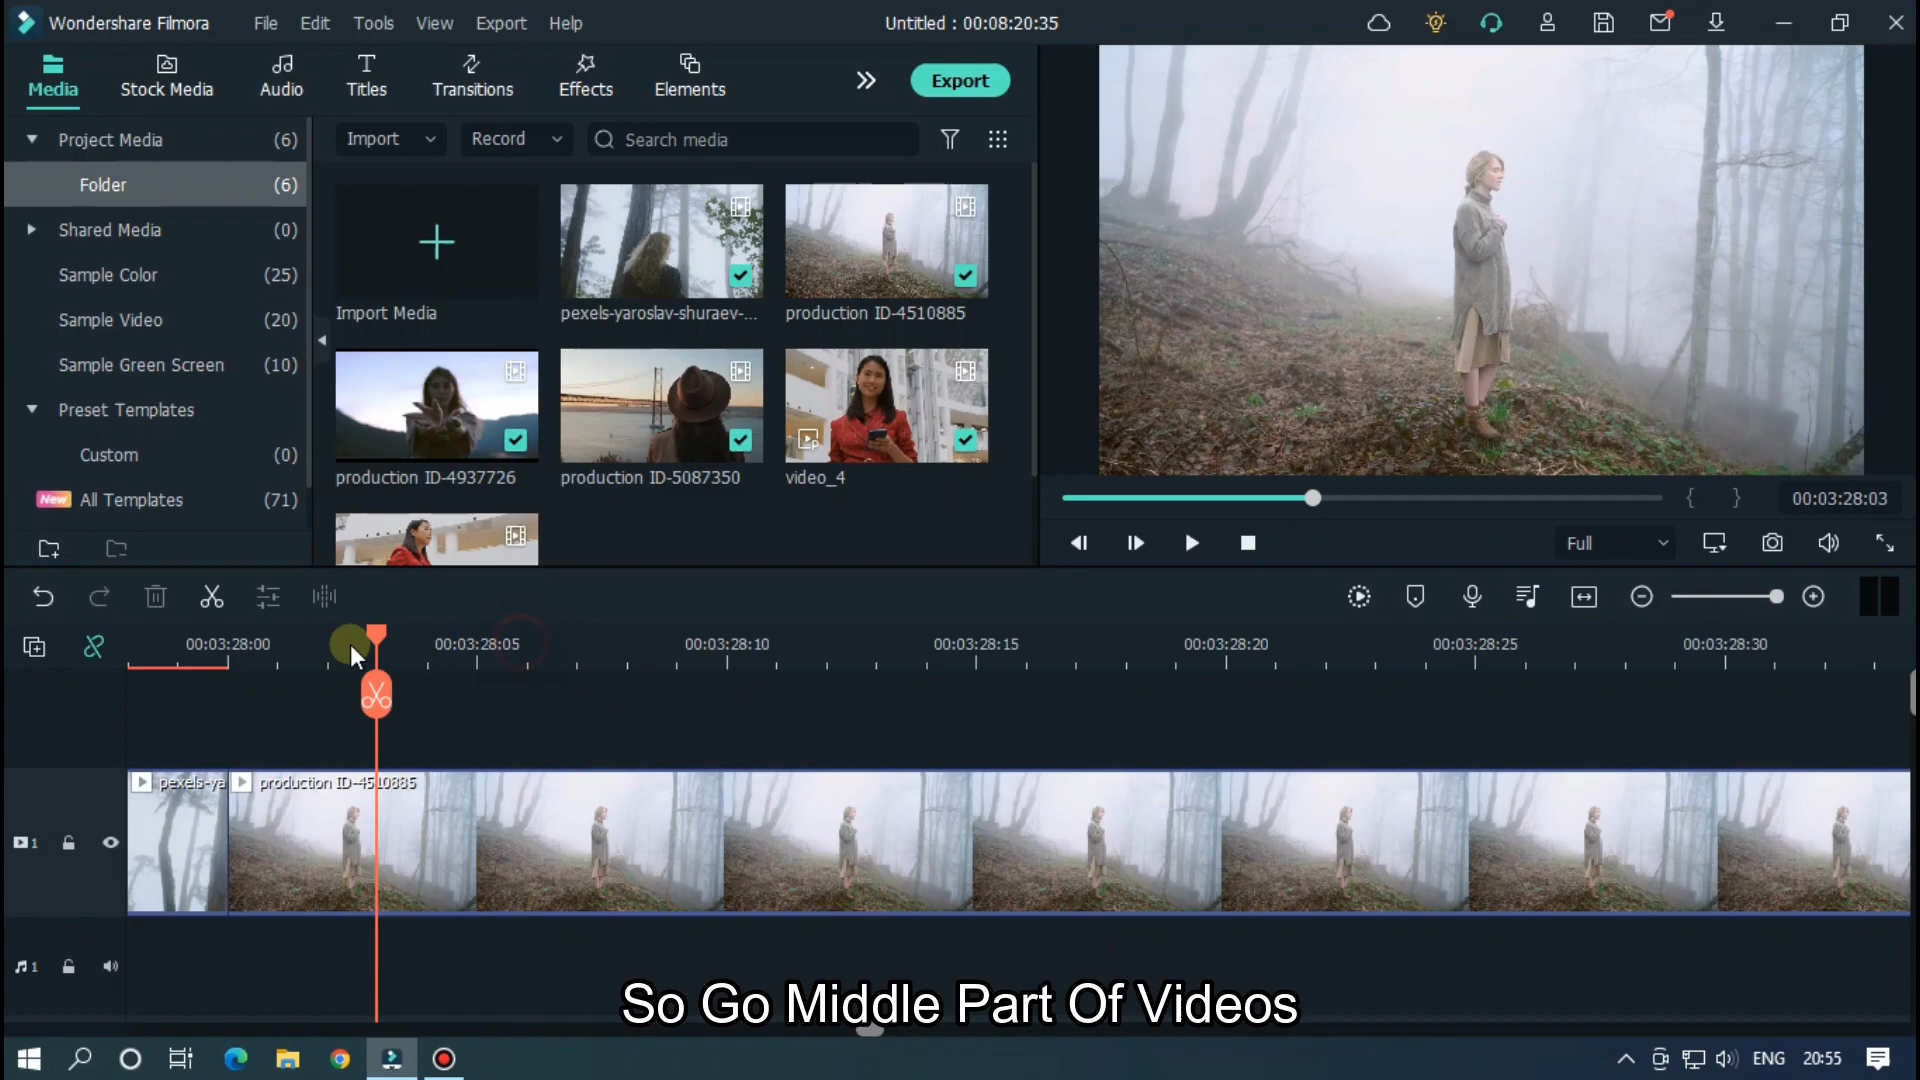 Wondershare Filmora
File Edit Tools View Export Help
Untitled : 00:08:20:35
Media Stock Media Audio Titles Transitions Effects Elements
Export
Project Media (6)
Folder (6)
Shared Media (0)
Sample Color (25)
Sample Video (20)
Sample Green Screen (10)
Preset Templates
Custom (0)
New All Templates (71)
Import Record Search media
Import Media
pexels-yaroslav-shuraev-...
production ID-4510885
production ID-4937726
production ID-5087350
video_4
{ } 00:03:28:03
Full
00:03:28:00 00:03:28:05 00:03:28:10 00:03:28:15 00:03:28:20 00:03:28:25 00:03:28:30
pexels-ya production ID-4510885
1
1
So Go Middle Part Of Videos
ENG 20:55